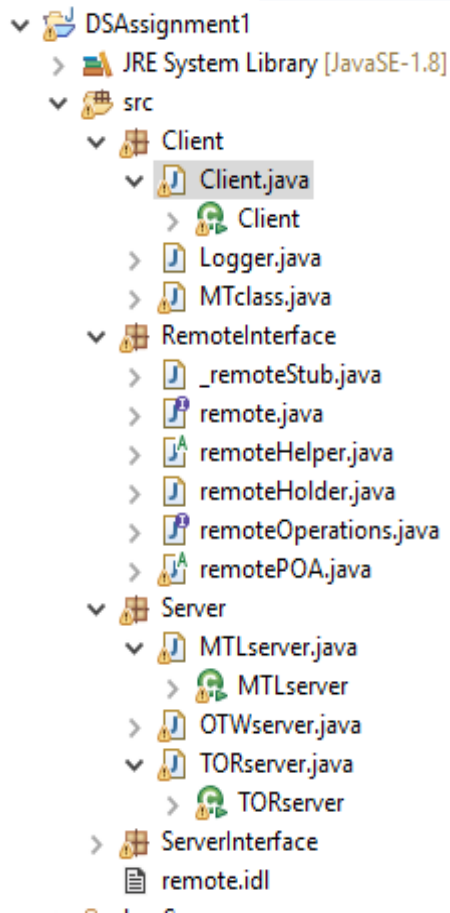 DSAssignment1
JRE System Library [JavaSE-1.8]
src
Client
Client.java
Client
Logger.java
MTclass.java
RemoteInterface
_remoteStub.java
remote.java
remoteHelper.java
remoteHolder.java
remoteOperations.java
remotePOA.java
Server
MTLserver.java
MTLserver
OTWserver.java
TORserver.java
TORserver
ServerInterface
remote.idl